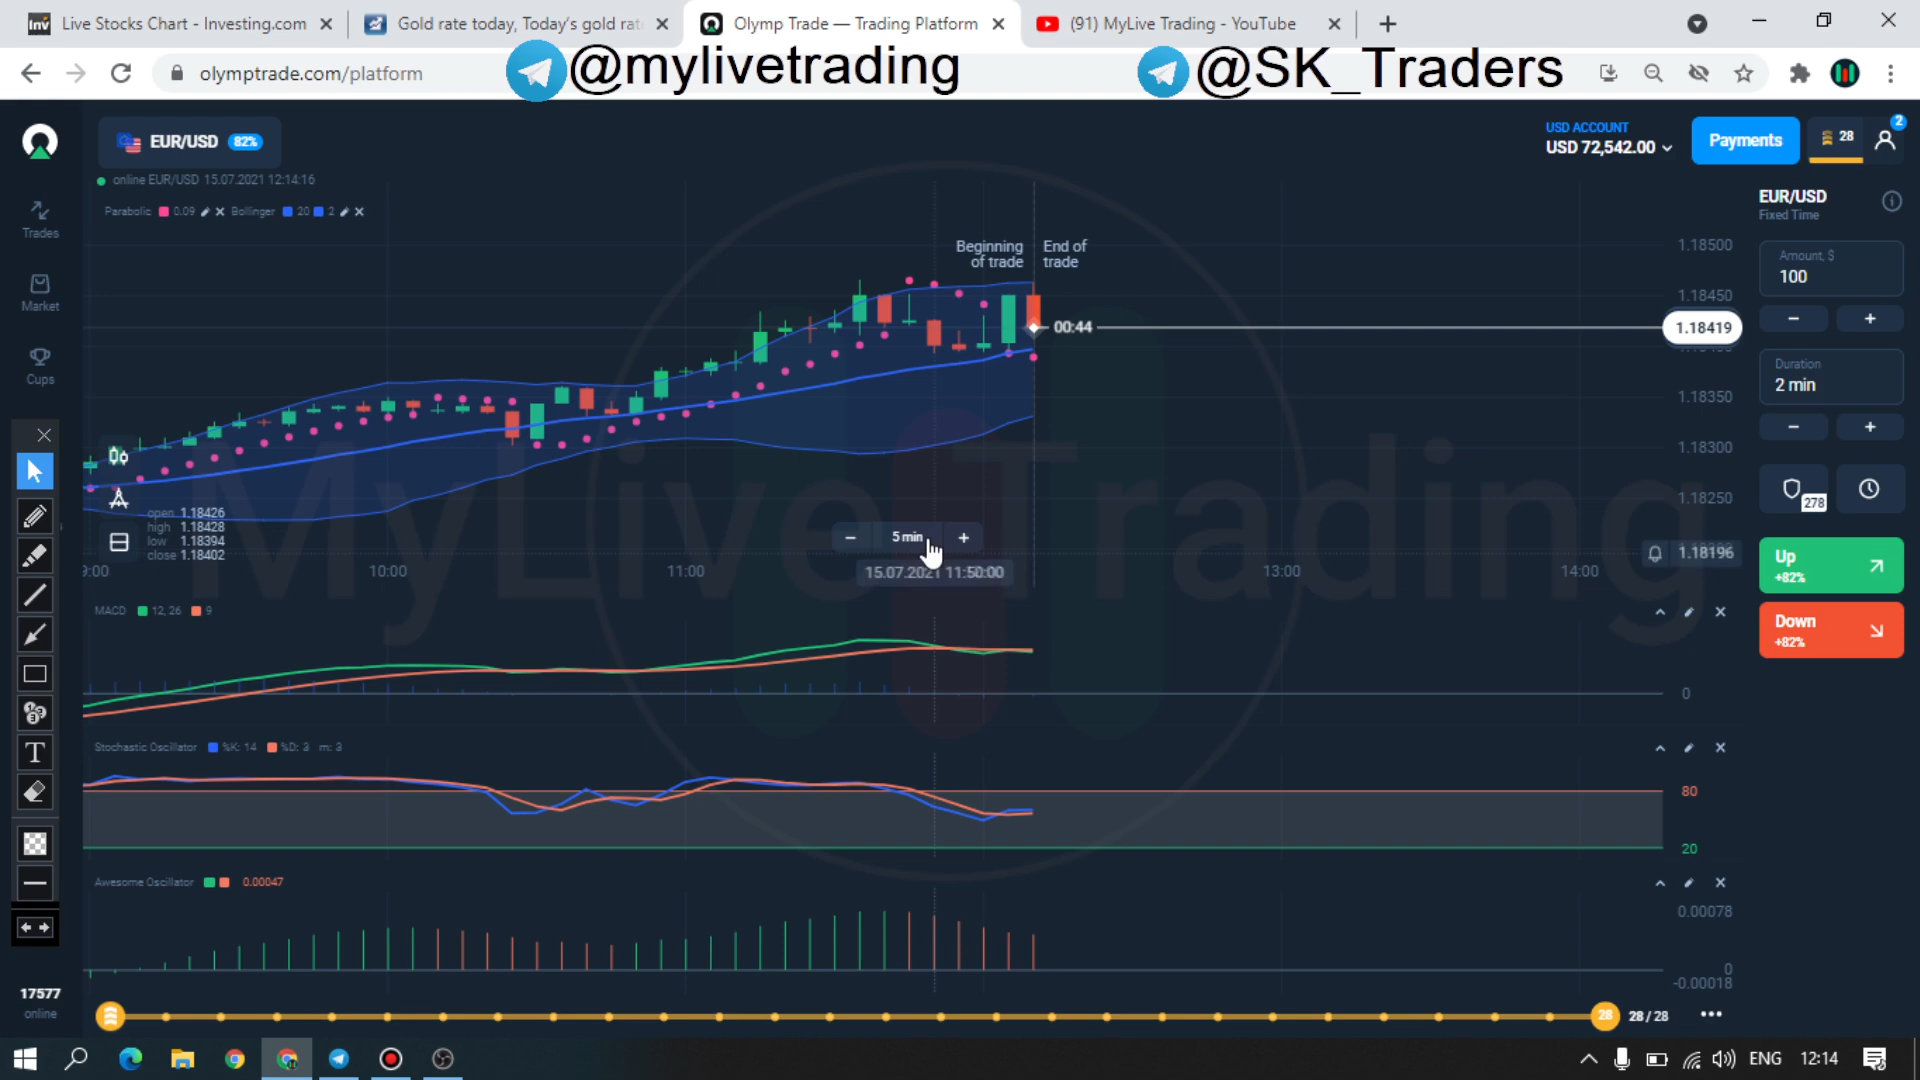 Live Stocks Chart - Investing.com
Gold rate today, Today's gold rat
Olymp Trade — Trading Platform
(91) MyLive Trading - YouTube
olymptrade.com/platform
@mylivetrading
@SK_Traders
EUR/USD 82%
USD ACCOUNT
USD 72,542.00
Payments
28
2
online EUR/USD 15.07.2021 12:14:16
Parabolic 0.09 Bollinger 20 2
Trades
Market
Cups
Beginning of trade
End of trade
00:44
1.18500
1.18450
1.18419
1.18350
1.18300
1.18250
1.18196
EUR/USD
Fixed Time
Amount, $
100
Duration
2 min
278
Up
+82%
Down
+82%
MyLive Trading
open 1.18426
high 1.18428
low 1.18394
close 1.18402
5 min
15.07.2021 11:50:00
9:00
10:00
11:00
13:00
14:00
MACD 12, 26 9
0
Stochastic Oscillator %K: 14 %D: 3 m: 3
80
20
Awesome Oscillator 0.00047
0.00078
0
-0.00018
17577
online
28
28 / 28
ENG
12:14